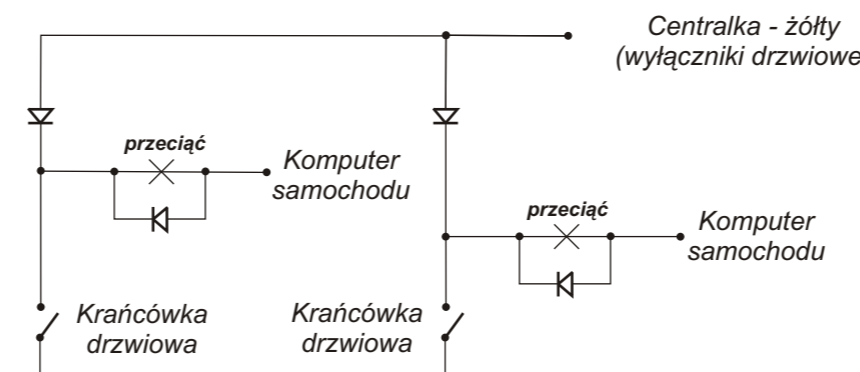 Centralka - żółty
(wyłączniki drzwiowe
przeciąć
Komputer
samochodu
przeciąć
Komputer
samochodu
Krańcówka
drzwiowa
Krańcówka
drzwiowa